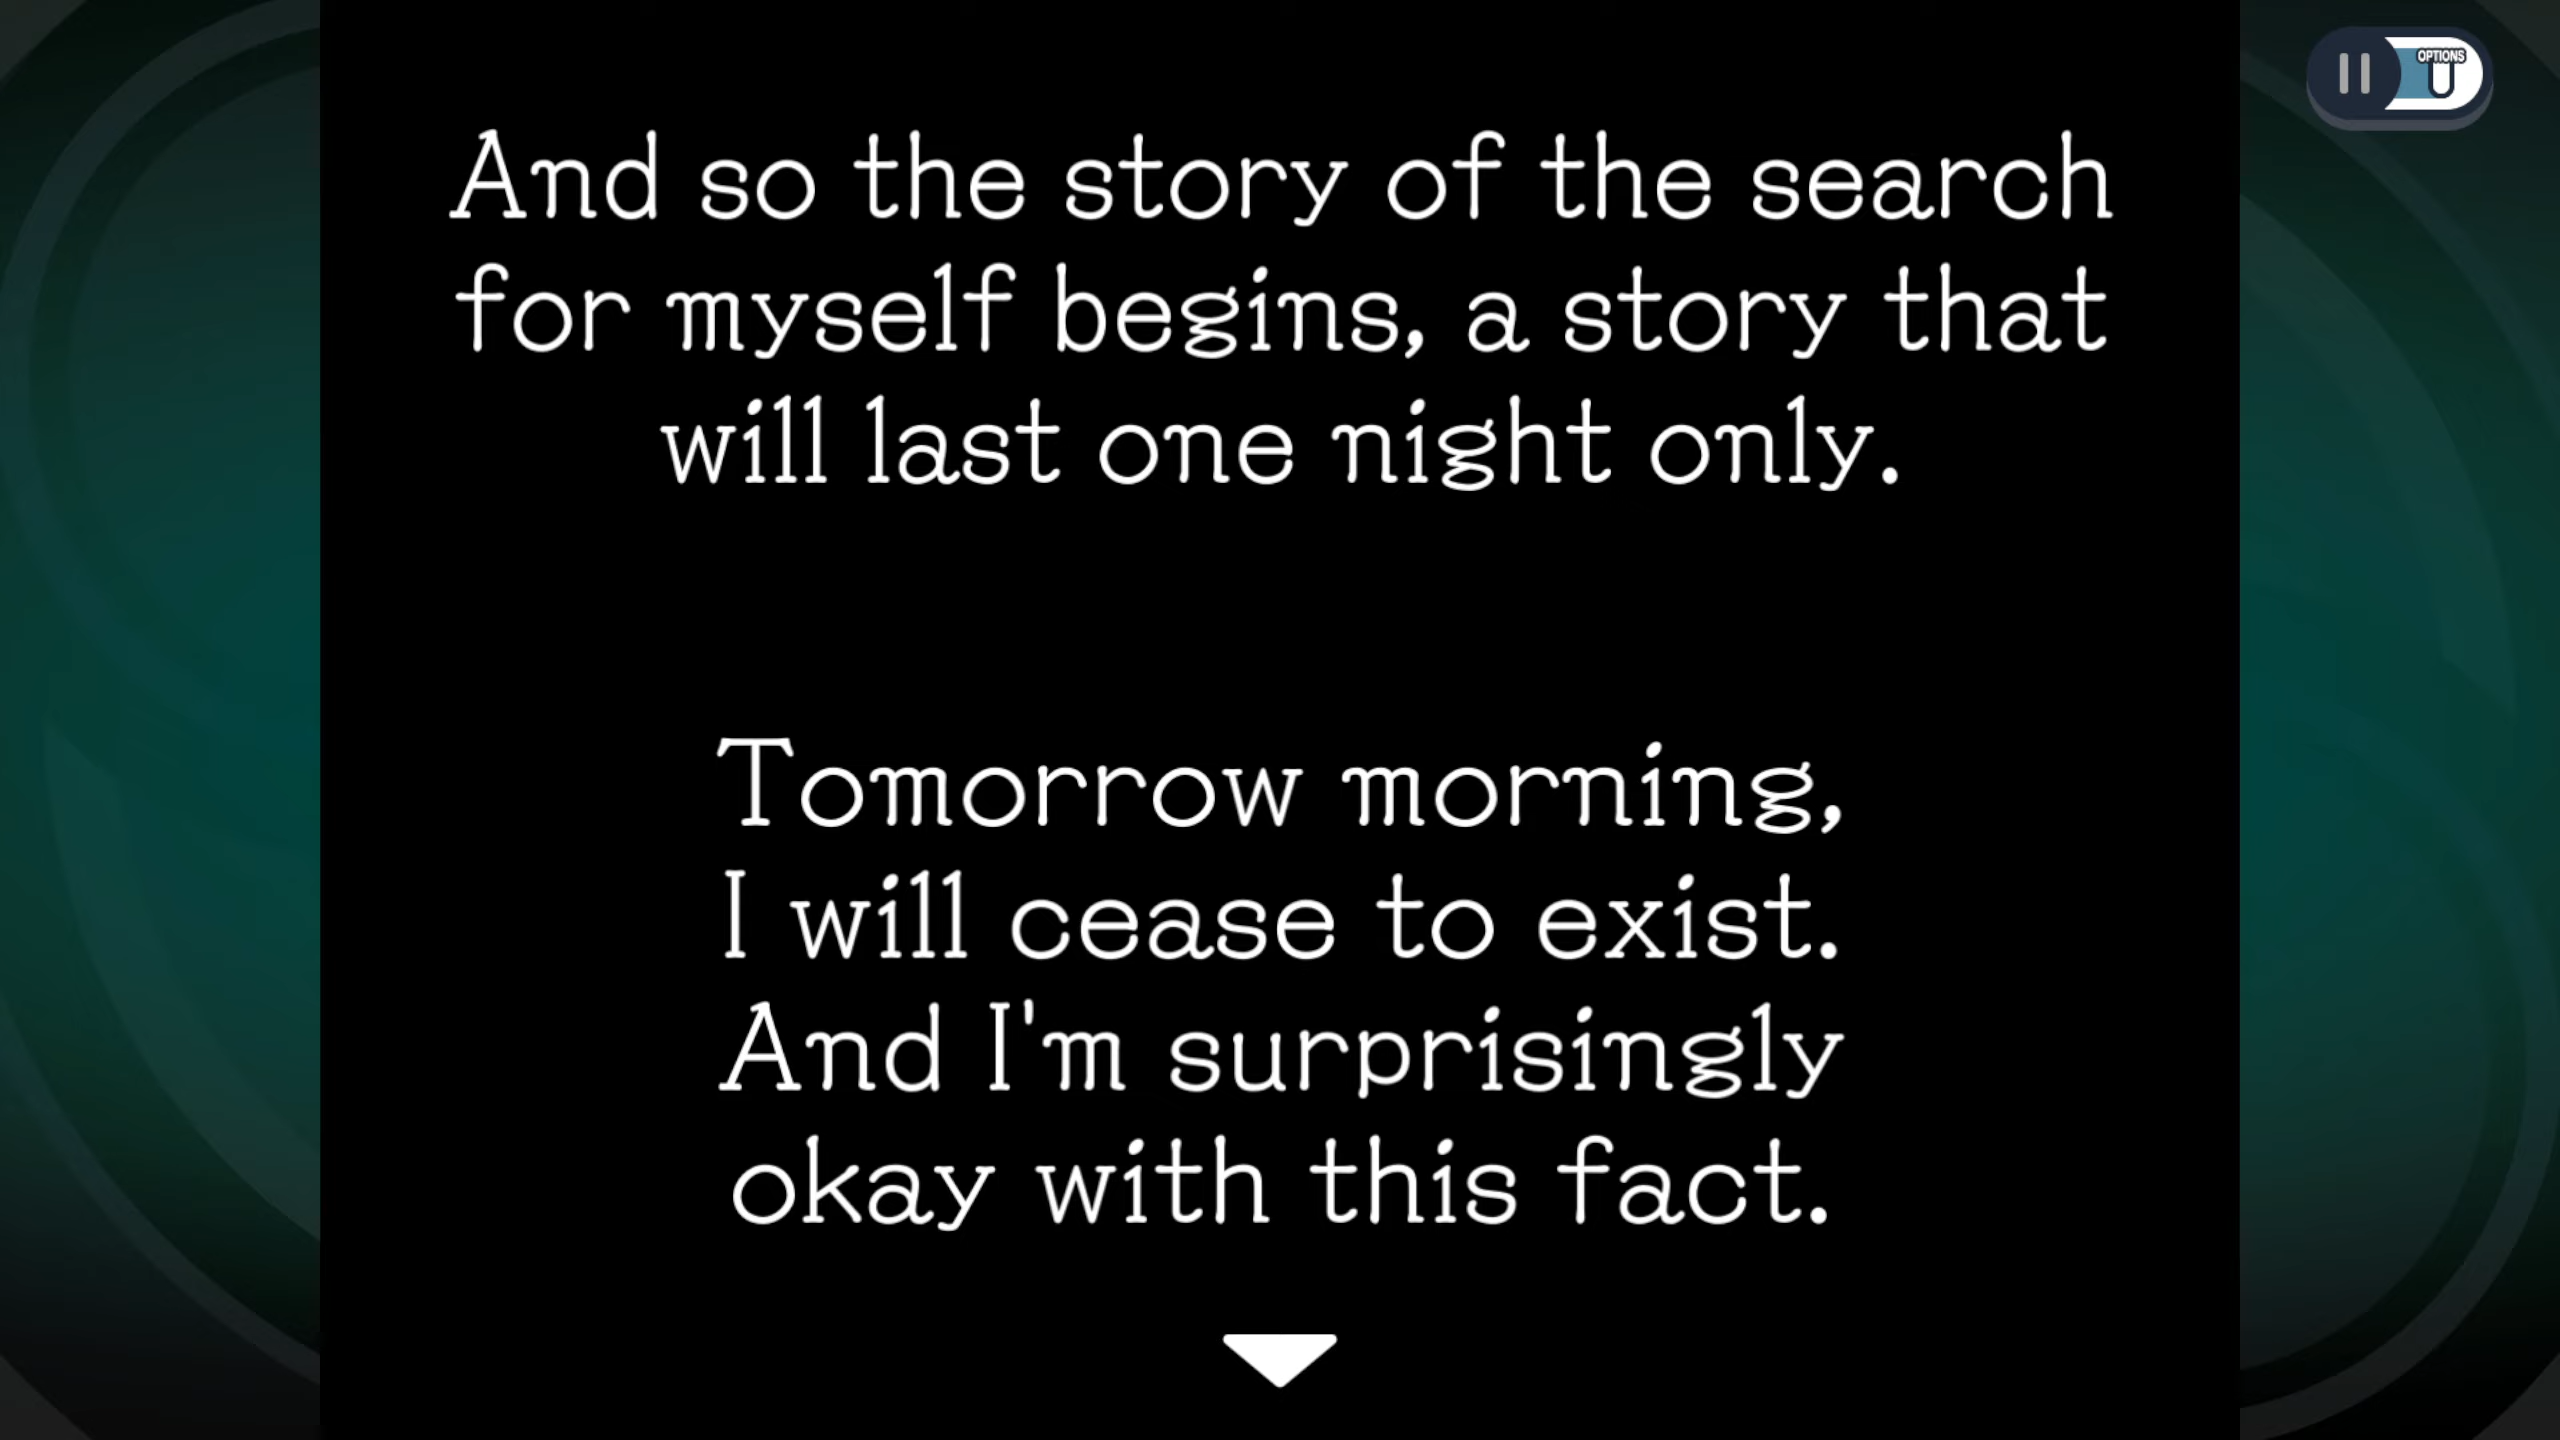 OPTIONS
And so the story of the search
for myself begins, a story that
will last one night only.
Tomorrow morning,
I will cease to exist.
And I'm surprisingly
okay with this fact.